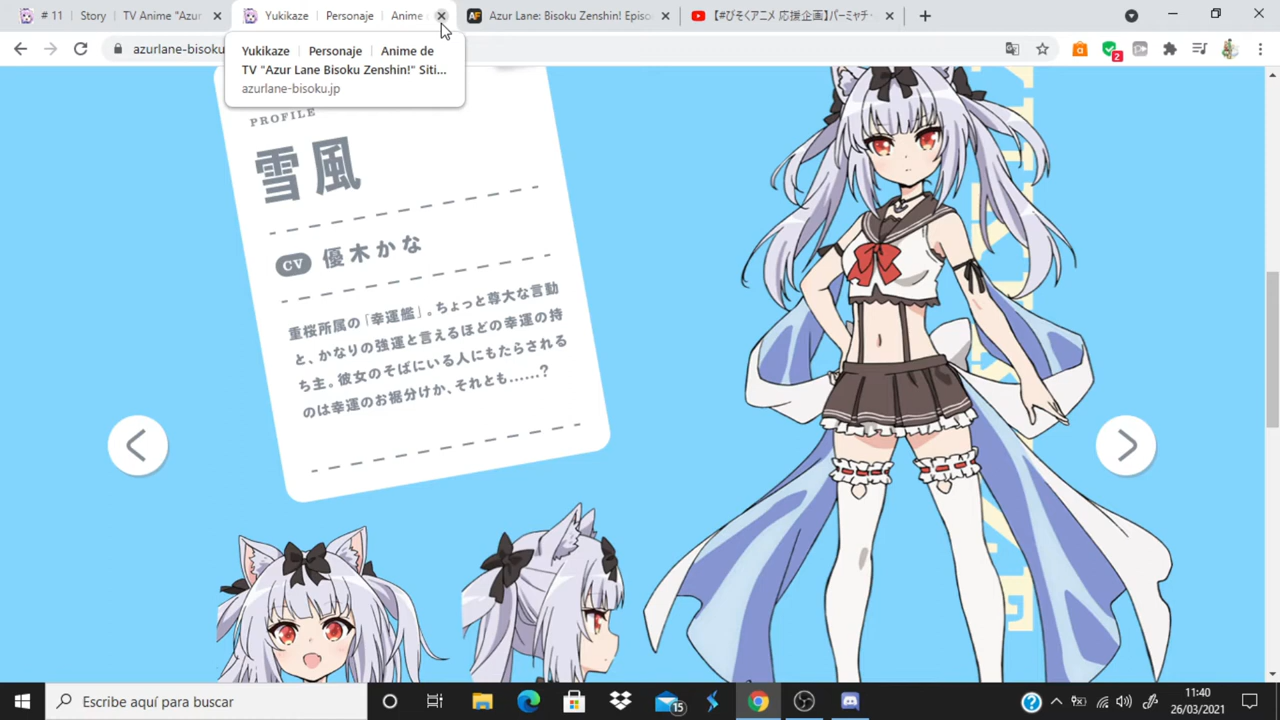 # 11 Story TV Anime "Azur
Yukikaze Personaje Anime
Azur Lane: Bisoku Zenshin! Episo
【#びそくアニメ 応援企画】パーミャチ・
azurlane-bisoku
2
Yukikaze Personaje Anime de
TV "Azur Lane Bisoku Zenshin!" Siti...
azurlane-bisoku.jp
PROFILE
雪風
CV 優木かな
重桜所属の「幸運艦」。ちょっと尊大な言動
と、かなりの強運と言えるほどの幸運の持
ち主。彼女のそばにいる人にもたらされる
のは幸運のお裾分けか、それとも……?
Escribe aquí para buscar
15
11:40
26/03/2021